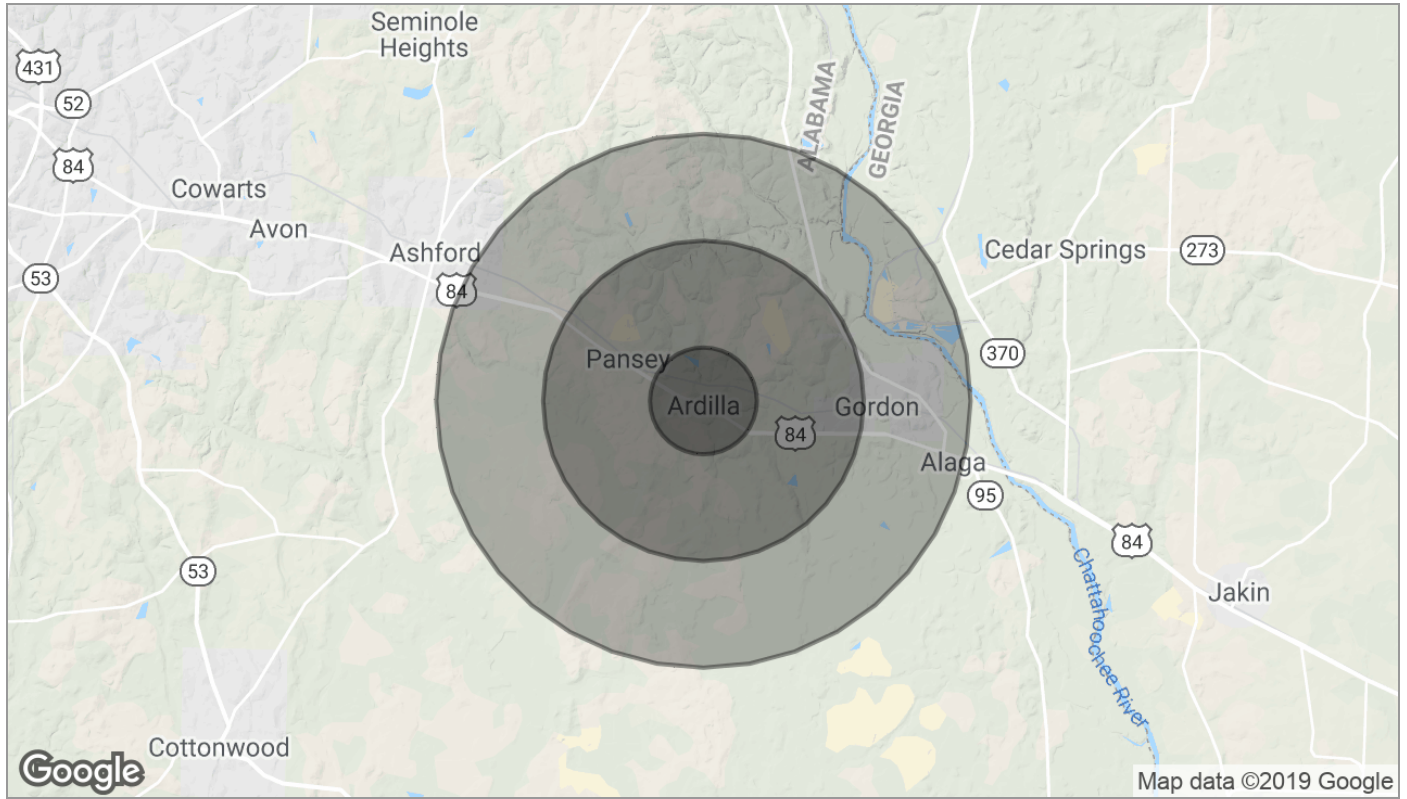 Seminole
Heights
431
52
ALABAMA
GEORGIA
84
Cowarts
Avon
Ashford
Cedar Springs
273
53
84
Pansey
370
Ardilla
Gordon
84
Alaga
95
84
53
Chattahoochee River
Jakin
Cottonwood
Google
Map data ©2019 Google